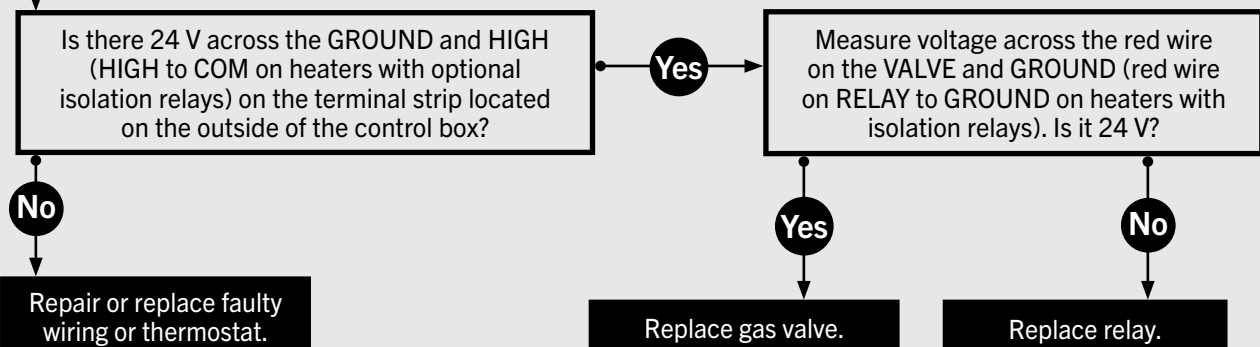 Is there 24 V across the GROUND and HIGH
(HIGH to COM on heaters with optional
isolation relays) on the terminal strip located
on the outside of the control box?
Yes
Measure voltage across the red wire
on the VALVE and GROUND (red wire
on RELAY to GROUND on heaters with
isolation relays). Is it 24 V?
No
Yes
No
Repair or replace faulty
wiring or thermostat.
Replace gas valve.
Replace relay.